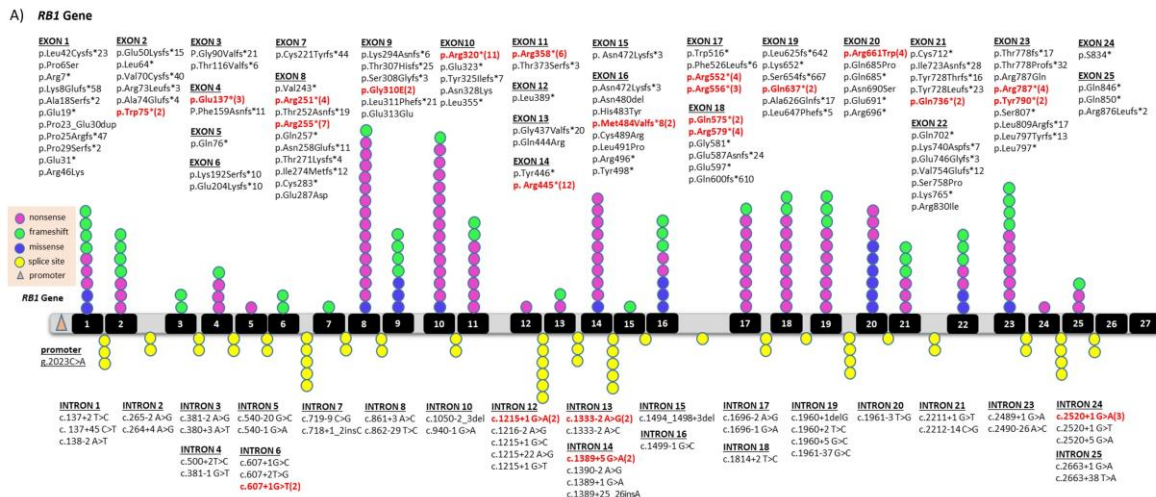 A) RB1 Gene
EXON 1
p.Leu42Cysfs*23
p.Pro6Ser
p.Arg7*
p.Lys8Glufs*58
p.Ala18Serfs*2
p.Glu19*
p.Pro23_Glu30dup
p.Pro25Argfs*47
p.Pro29Serfs*2
p.Glu31*
p.Arg46Lys
EXON 2
p.Glu50Lysfs*15
p.Leu64*
p.Val70Cysfs*40
p.Arg73Leufs*3
p.Ala74Glufs*4
p.Trp75*(2)
EXON 3
P.Gly90Valfs*21
p.Thr116Valfs*6
EXON 4
p.Glu137*(3)
p.Phe159Asnfs*11
EXON 5
p.Gln76*
EXON 6
p.Lys192Serfs*10
p.Glu204Lysfs*10
EXON 7
p.Cys221Tyrfs*44
EXON 8
p.Val243*
p.Arg251*(4)
p.Thr252Asnfs*19
p.Arg255*(7)
p.Gln257*
p.Asn258Glufs*11
p.Thr271Lysfs*4
p.Ile274Metfs*12
p.Cys283*
p.Glu287Asp
EXON 9
p.Lys294Asnfs*6
p.Thr307Hisfs*25
p.Ser308Glyfs*3
p.Gly310E(2)
p.Leu311Phefs*21
p.Glu313Glu
EXON10
p.Arg320*(11)
p.Glu323*
p.Tyr325Ilefs*7
p.Asn328Lys
p.Leu355*
EXON 11
p.Arg358*(6)
p.Thr373Serfs*3
EXON 12
p.Leu389*
EXON 13
p.Gly437Valfs*20
p.Gln444Arg
EXON 14
p.Tyr446*
p. Arg445*(12)
EXON 15
p. Asn472Lysfs*3
EXON 16
p.Asn472Lysfs*3
p.Asn480del
p.His483Tyr
p.Met484Valfs*8(2)
p.Cys489Arg
p.Leu491Pro
p.Arg496*
p.Tyr498*
EXON 17
p.Trp516*
p.Phe526Leufs*6
p.Arg552*(4)
p.Arg556*(3)
EXON 18
p.Gln575*(2)
p.Arg579*(4)
p.Gly581*
p.Glu587Asnfs*24
p.Glu597*
p.Gln600fs*610
EXON 19
p.Leu625fs*642
p.Lys652*
p.Ser654fs*667
p.Gln637*(2)
p.Ala626Glnfs*17
p.Leu647Phefs*5
EXON 20
p.Arg661Trp(4)
p.Gln685Pro
p.Gln685*
p.Asn690Ser
p.Glu691*
p.Arg696*
EXON 21
p.Cys712*
p.Ile723Asnfs*28
p.Tyr728Thrfs*16
p.Tyr728Leufs*23
p.Gln736*(2)
EXON 22
p.Gln702*
p.Lys740Aspfs*7
p.Glu746Glyfs*3
p.Val754Glufs*12
p.Ser758Pro
p.Lys765*
p.Arg830Ile
EXON 23
p.Thr778fs*17
p.Thr778Profs*32
p.Arg787Gln
p.Arg787*(4)
p.Tyr790*(2)
p.Ser807*
p.Leu809Argfs*17
p.Leu797Tyrfs*13
p.Leu797*
EXON 24
p.S834*
EXON 25
p.Gln846*
p.Gln850*
p.Arg876Leufs*2
nonsense
frameshift
missense
splice site
promoter
RB1 Gene
1 2 3 4 5 6 7 8 9 10 11 12 13 14 15 16 17 18 19 20 21 22 23 24 25 26 27
promoter
g.2023C>A
INTRON 1
c.137+2 T>C
c. 137+45 C>T
c.138-2 A>T
INTRON 2
c.265-2 A>G
c.264+4 A>G
INTRON 3
c.381-2 A>G
c.380+3 A>T
INTRON 4
c.500+2T>C
c.381-1 G>T
INTRON 5
c.540-20 G>C
c.540-1 G>A
INTRON 6
c.607+1G>C
c.607+2T>G
c.607+1G>T(2)
INTRON 7
c.719-9 C>G
c.718+1_2insC
INTRON 8
c.861+3 A>C
c.862-29 T>C
INTRON 10
c.1050-2_3del
c.940-1 G>A
INTRON 12
c.1215+1 G>A(2)
c.1216-2 A>G
c.1215+1 G>C
c.1215+22 A>G
c.1215+1 G>T
INTRON 13
c.1333-2 A>G(2)
c.1333-2 A>C
INTRON 14
c.1389+5 G>A(2)
c.1390-2 A>G
c.1389+1 G>A
c.1389+25_26insA
INTRON 15
c.1494_1498+3del
INTRON 16
c.1499-1 G>C
INTRON 17
c.1696-2 A>G
c.1696-1 G>A
INTRON 18
c.1814+2 T>C
INTRON 19
c.1960+1delG
c.1960+2 T>C
c.1960+5 G>C
c.1961-37 G>C
INTRON 20
c.1961-3 T>G
INTRON 21
c.2211+1 G>T
c.2212-14 C>G
INTRON 23
c.2489+1 G>A
c.2490-26 A>C
INTRON 24
c.2520+1 G>A(3)
c.2520+1 G>T
c.2520+5 G>A
INTRON 25
c.2663+1 G>A
c.2663+38 T>A